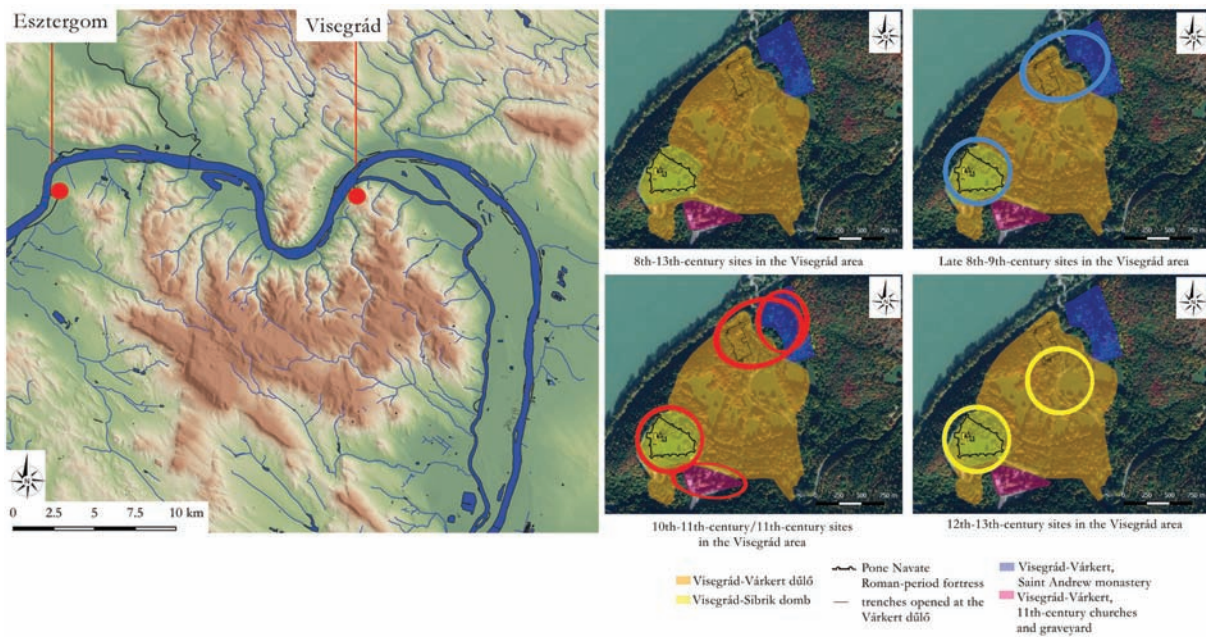 Esztergom
Visegrád
0 2.5 5 7.5 10 km
8th-13th-century sites in the Visegrád area
Late 8th-9th-century sites in the Visegrád area
10th-11th-century/11th-century sites
in the Visegrád area
12th-13th-century sites in the Visegrád area
Visegrád-Várkert dűlő
Visegrád-Sibrik domb
Pone Navate
Roman-period fortress
trenches opened at the
Várkert dűlő
Visegrád-Várkert,
Saint Andrew monastery
Visegrád-Várkert,
11th-century churches
and graveyard